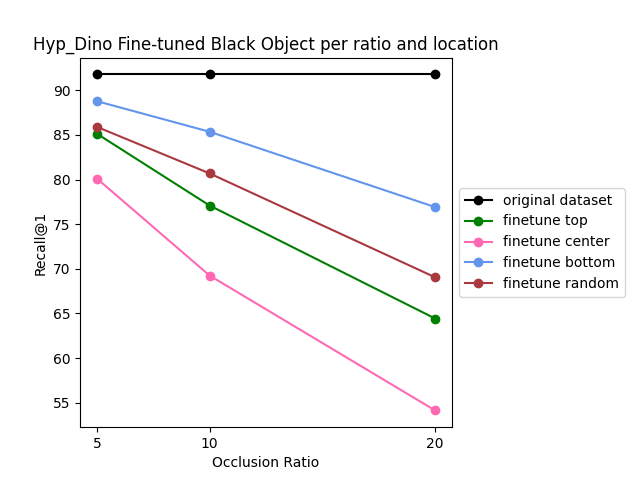 Hyp_Dino Fine-tuned Black Object per ratio and location
Recall@1
90
85
80
75
70
65
60
55
5
10
20
Occlusion Ratio
original dataset
finetune top
finetune center
finetune bottom
finetune random